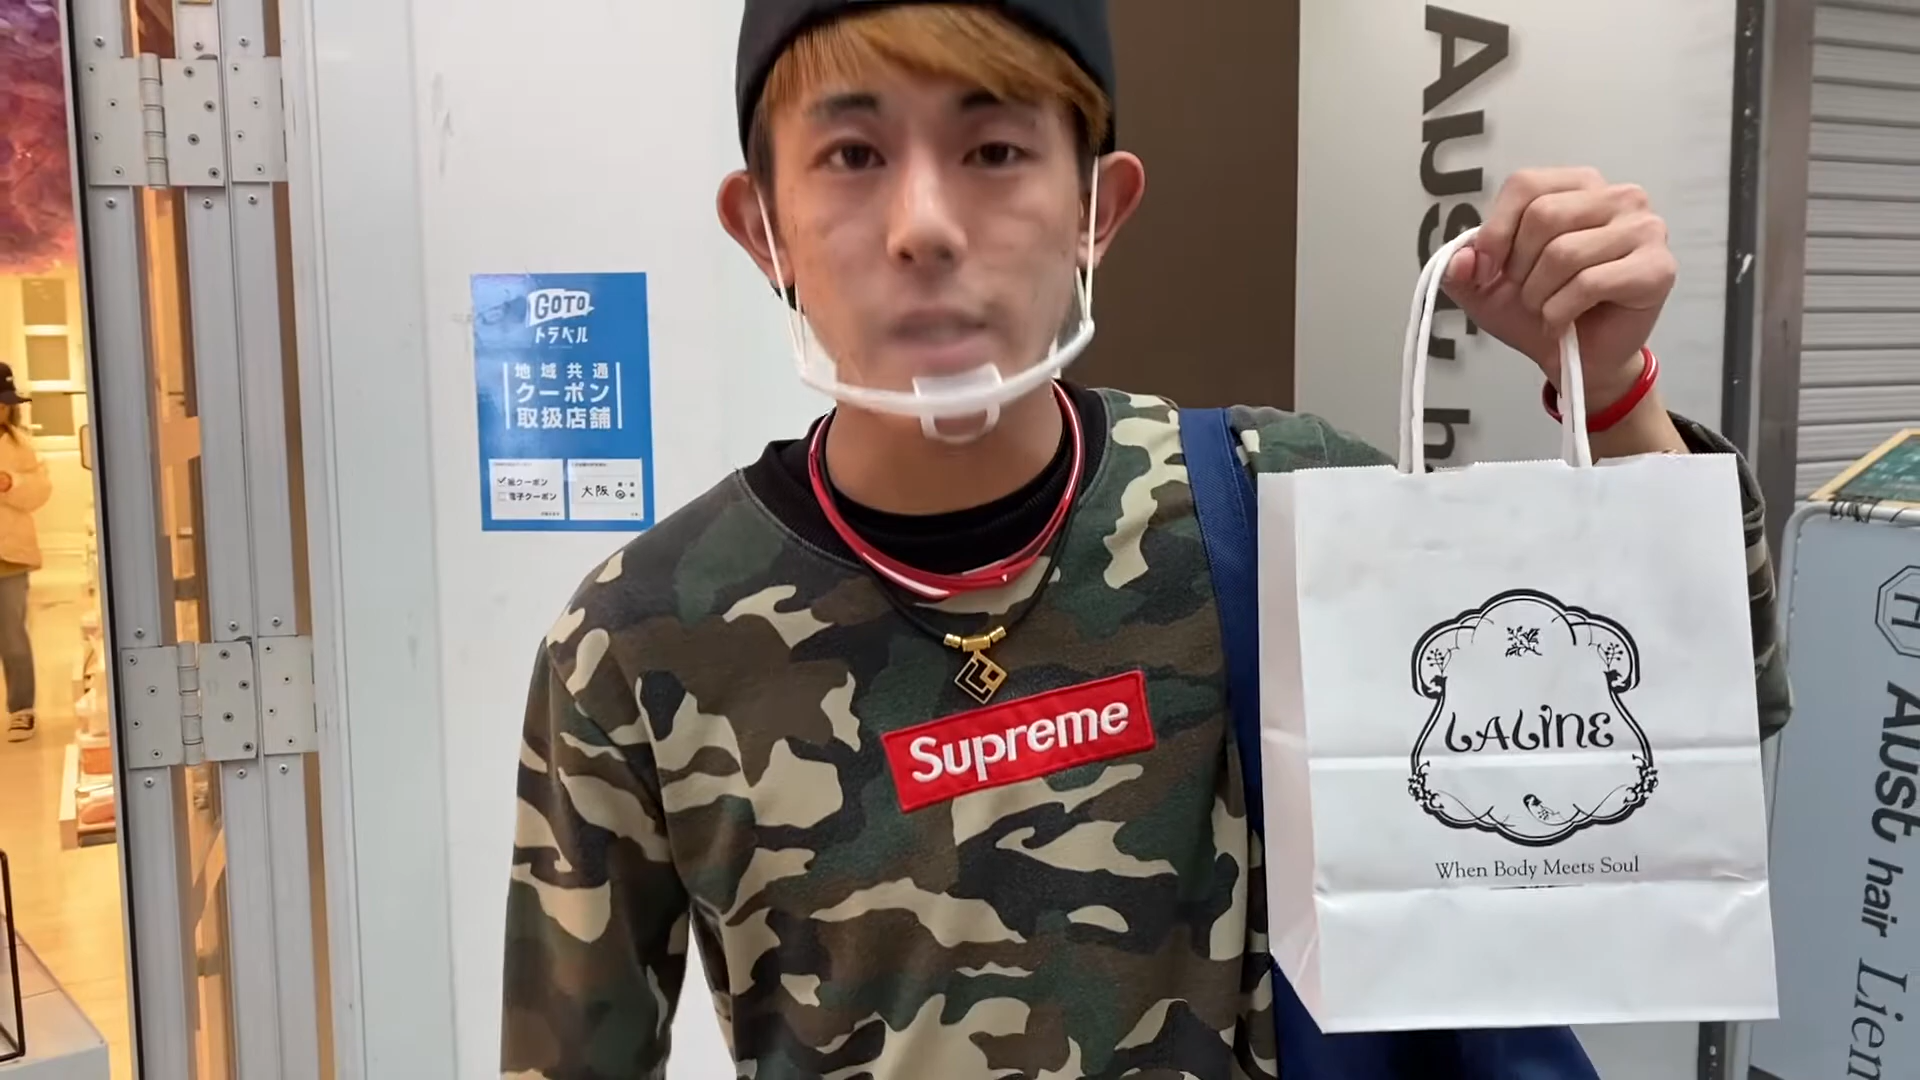 GOTO
トラベル
地域共通
クーポン
取扱店舗
紙クーポン
電子クーポン
大阪
Supreme
LALINE
When Body Meets Soul
Aust h
Aust hair Lien